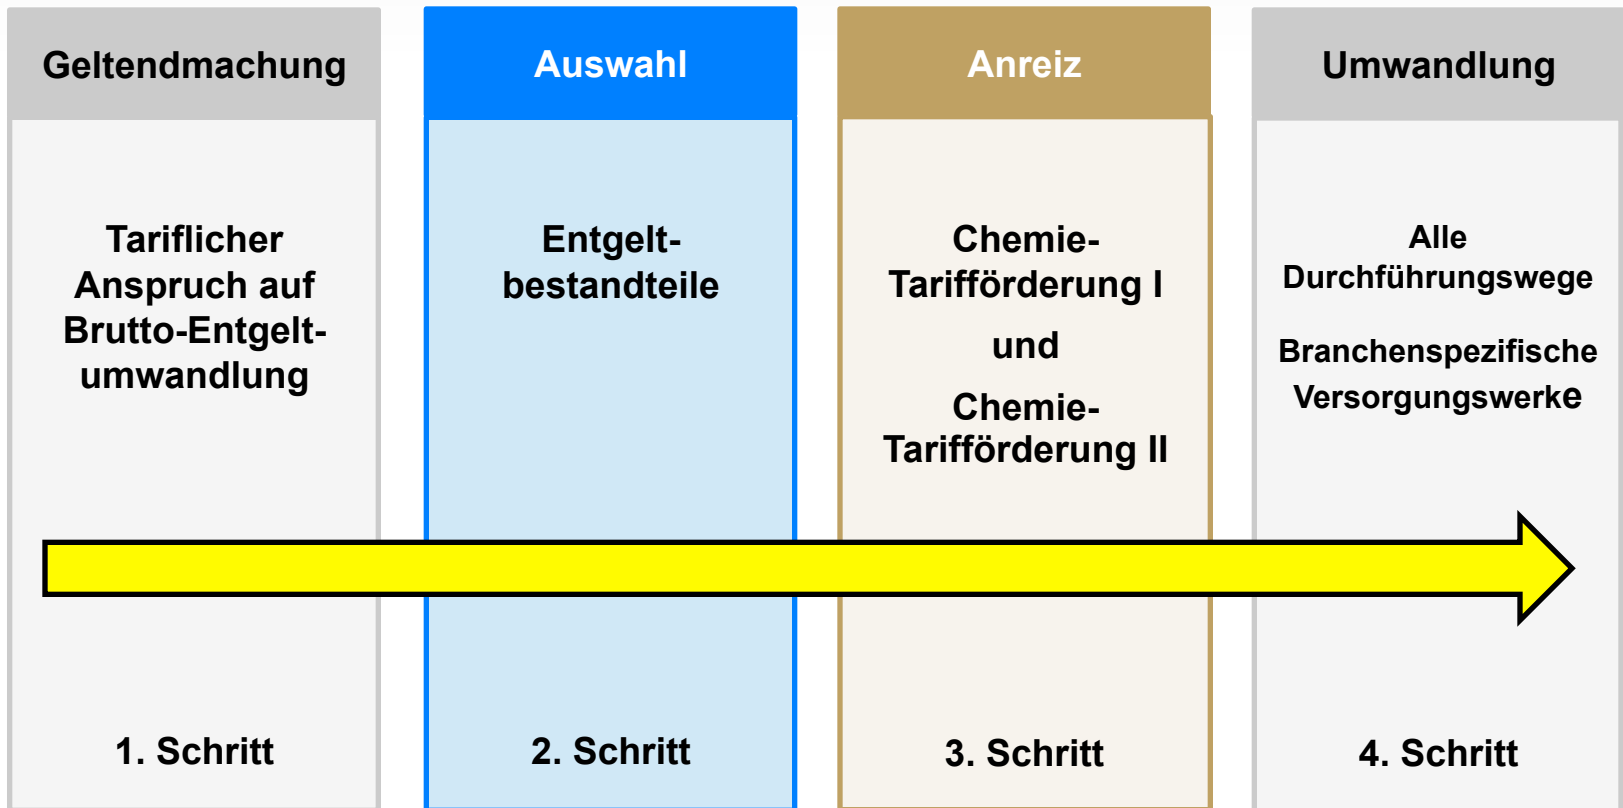 Geltendmachung
Tariflicher
Anspruch auf
Brutto-Entgelt-
umwandlung
1. Schritt
Auswahl
Entgelt-
bestandteile
2. Schritt
Anreiz
Chemie-
Tarifförderung I
und
Chemie-
Tarifförderung II
3. Schritt
Umwandlung
Alle
Durchführungswege
Branchenspezifische
Versorgungswerke
4. Schritt